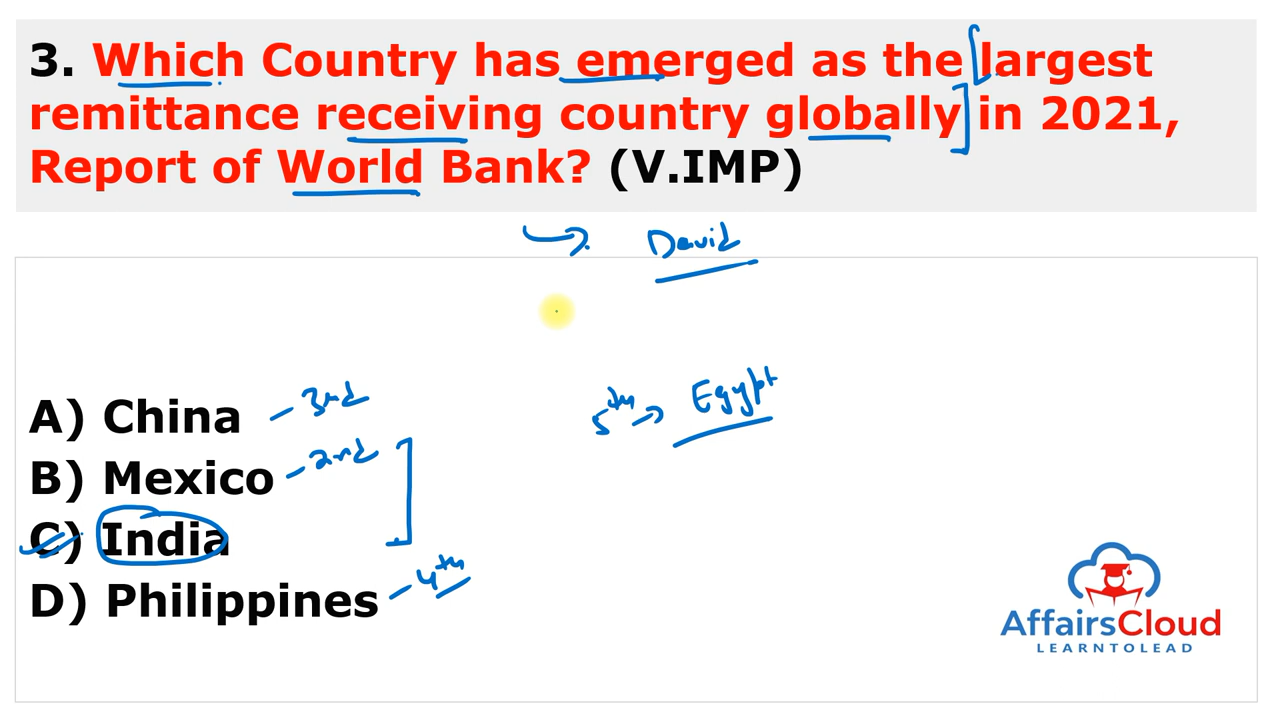 3. Which Country has emerged as the largest
remittance receiving country globally in 2021,
Report of World Bank? (V.IMP)
David
A) China - 3rd
5th → Egypt
B) Mexico - 2nd
C) India
D) Philippines - 4th
AffairsCloud
LEARNTOLEAD